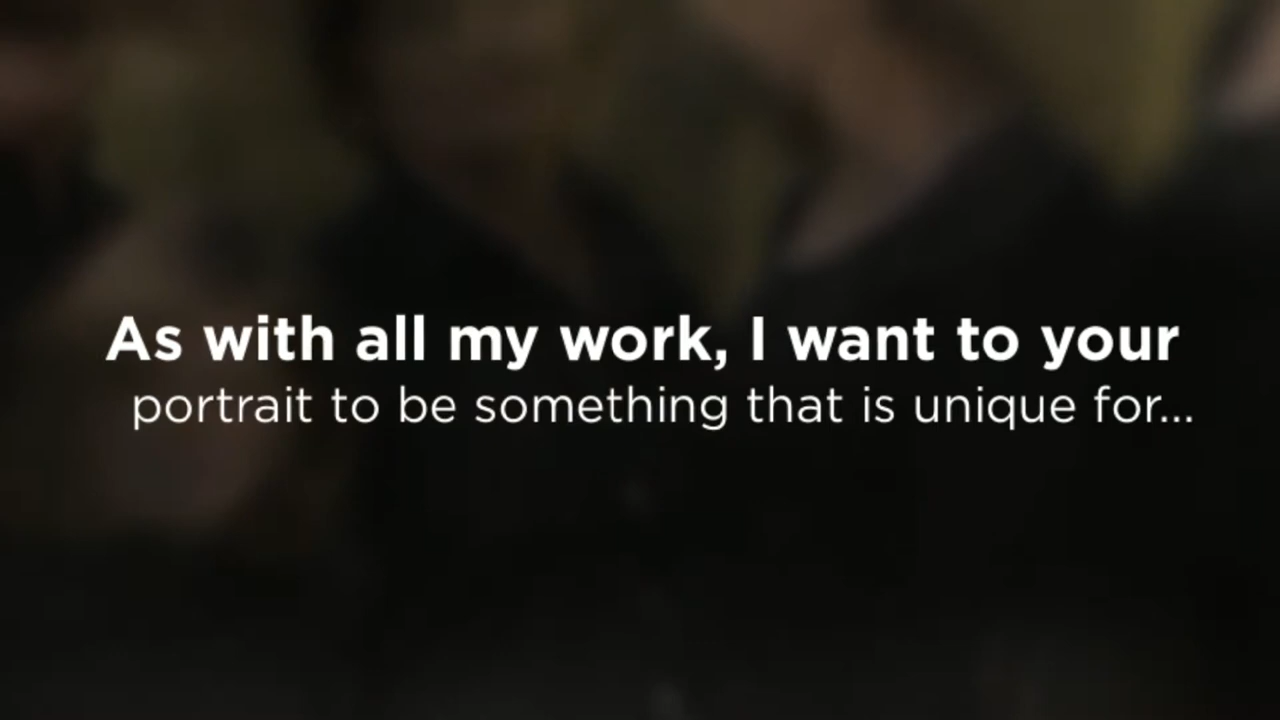 As with all my work, I want to your
portrait to be something that is unique for...